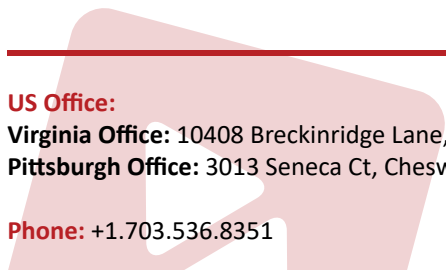 US Office:
Virginia Office: 10408 Breckinridge Lane,
Pittsburgh Office: 3013 Seneca Ct,
Phone: +1.703.536.8351